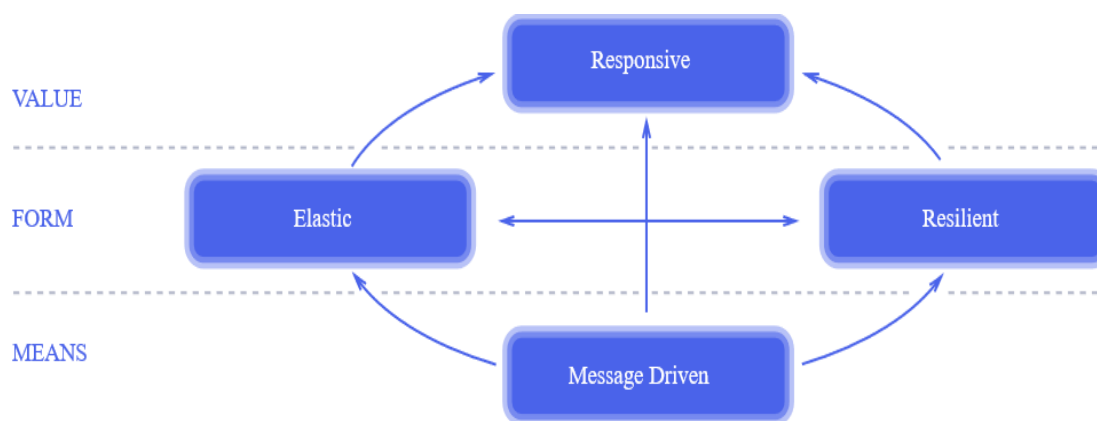 Responsive
VALUE
FORM
Elastic
Resilient
MEANS
Message Driven